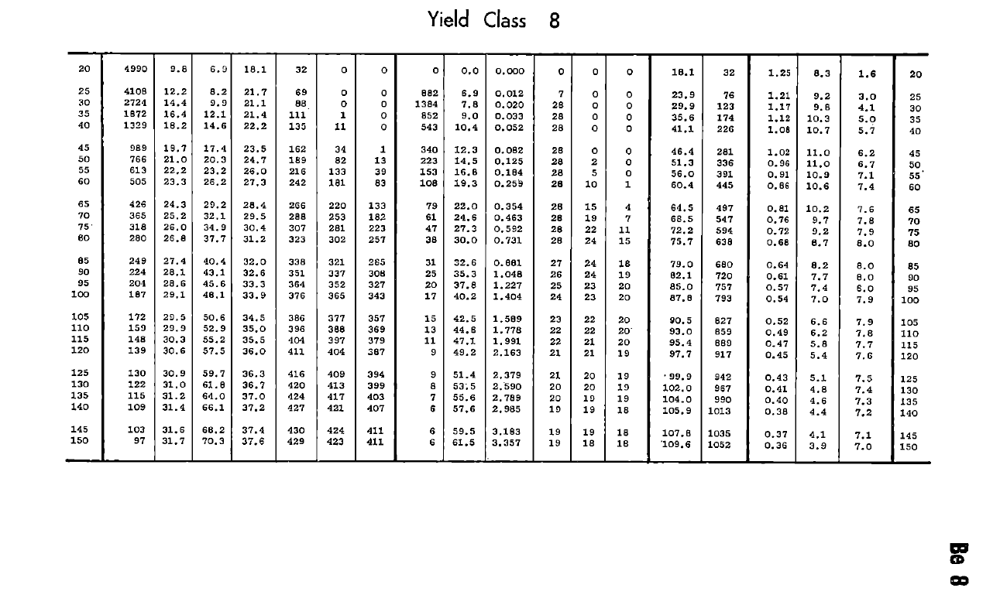 Yield Class 8
20 4990 9.8 6.9 18.1 32 0 0 0 0.0 0.000 0 0 0 18.1 32 1.25 8.3 1.6 20
25 4108 12.2 8.2 21.7 69 0 0 882 6.9 0.012 7 0 0 23.9 76 1.21 9.2 3.0 25
30 2724 14.4 9.9 21.1 88 0 0 1384 7.8 0.020 28 0 0 29.9 123 1.17 9.8 4.1 30
35 1872 16.4 12.1 21.4 111 1 0 852 9.0 0.033 28 0 0 35.6 174 1.12 10.3 5.0 35
40 1329 18.2 14.6 22.2 135 11 0 543 10.4 0.052 28 0 0 41.1 226 1.08 10.7 5.7 40
45 989 19.7 17.4 23.5 162 34 1 340 12.3 0.082 28 0 0 46.4 281 1.02 11.0 6.2 45
50 766 21.0 20.3 24.7 189 82 13 223 14.5 0.125 28 2 0 51.3 336 0.96 11.0 6.7 50
55 613 22.2 23.2 26.0 216 133 39 153 16.8 0.184 28 5 0 56.0 391 0.91 10.9 7.1 55
60 505 23.3 26.2 27.3 242 181 83 108 19.3 0.259 28 10 1 60.4 445 0.86 10.6 7.4 60
65 426 24.3 29.2 28.4 266 220 133 79 22.0 0.354 28 15 4 64.5 497 0.81 10.2 7.6 65
70 365 25.2 32.1 29.5 288 253 182 61 24.6 0.463 28 19 7 68.5 547 0.76 9.7 7.8 70
75 318 26.0 34.9 30.4 307 281 223 47 27.3 0.592 28 22 11 72.2 594 0.72 9.2 7.9 75
80 280 26.8 37.7 31.2 323 302 257 38 30.0 0.731 28 24 15 75.7 638 0.68 8.7 8.0 80
85 249 27.4 40.4 32.0 338 321 285 31 32.6 0.881 27 24 18 79.0 680 0.64 8.2 8.0 85
90 224 28.1 43.1 32.6 351 337 308 25 35.3 1.048 26 24 19 82.1 720 0.61 7.7 8.0 90
95 204 28.6 45.6 33.3 364 352 327 20 37.8 1.227 25 23 20 85.0 757 0.57 7.4 8.0 95
100 187 29.1 48.1 33.9 376 365 343 17 40.2 1.404 24 23 20 87.8 793 0.54 7.0 7.9 100
105 172 29.5 50.6 34.5 386 377 357 15 42.5 1.589 23 22 20 90.5 827 0.52 6.6 7.9 105
110 159 29.9 52.9 35.0 396 388 369 13 44.8 1.778 22 22 20 93.0 859 0.49 6.2 7.8 110
115 148 30.3 55.2 35.5 404 397 379 11 47.1 1.991 22 21 20 95.4 889 0.47 5.8 7.7 115
120 139 30.6 57.5 36.0 411 404 387 9 49.2 2.163 21 21 19 97.7 917 0.45 5.4 7.6 120
125 130 30.9 59.7 36.3 416 409 394 9 51.4 2.379 21 20 19 99.9 942 0.43 5.1 7.5 125
130 122 31.0 61.8 36.7 420 413 399 8 53.5 2.590 20 20 19 102.0 967 0.41 4.8 7.4 130
135 115 31.2 64.0 37.0 424 417 403 7 55.6 2.789 20 19 19 104.0 990 0.40 4.6 7.3 135
140 109 31.4 66.1 37.2 427 421 407 6 57.6 2.985 19 19 18 105.9 1013 0.38 4.4 7.2 140
145 103 31.6 68.2 37.4 430 424 411 6 59.5 3.183 19 19 18 107.8 1035 0.37 4.1 7.1 145
150 97 31.7 70.3 37.6 429 423 411 6 61.5 3.357 19 18 18 109.6 1052 0.36 3.9 7.0 150
Be 8